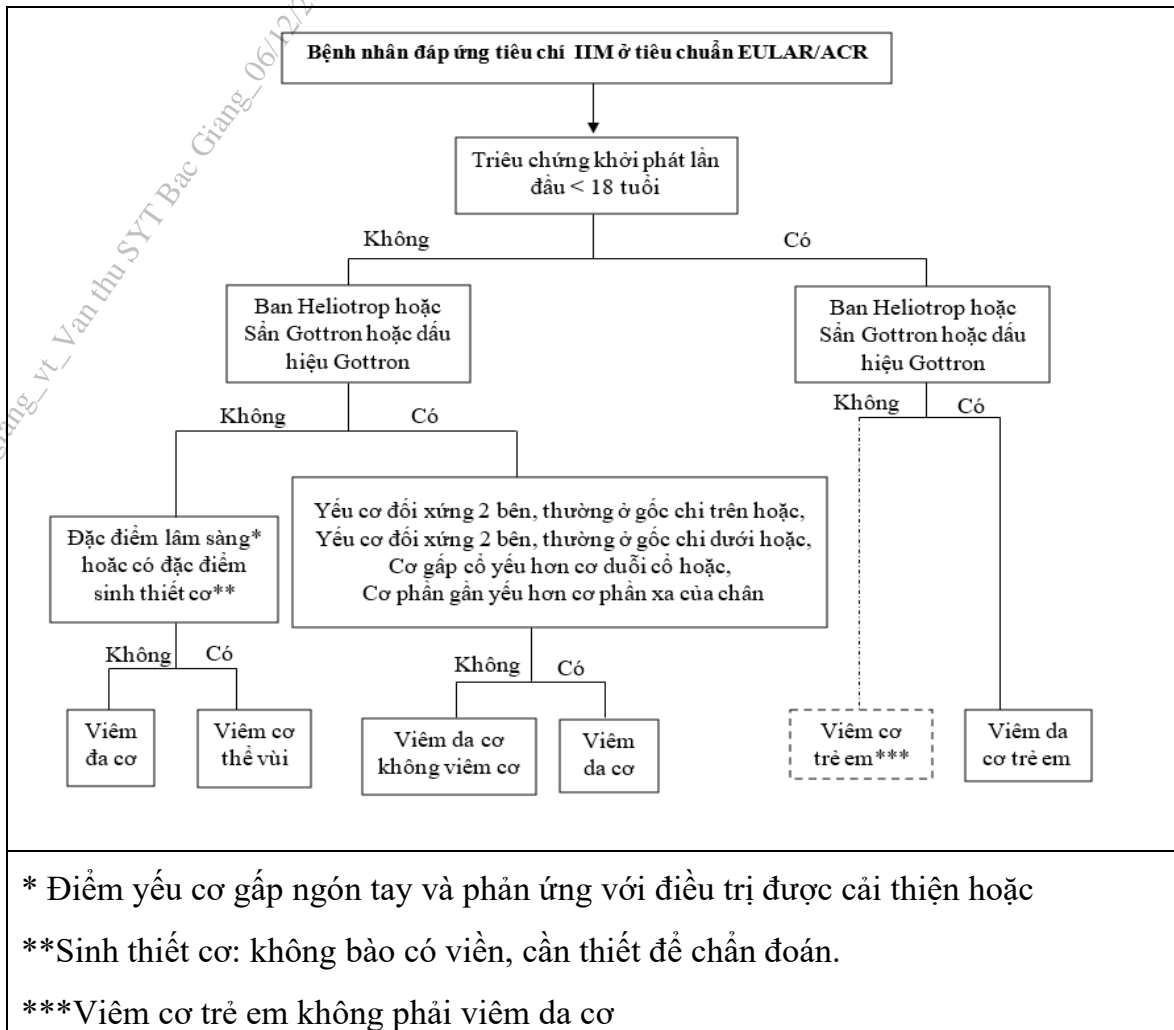 Bệnh nhân đáp ứng tiêu chí IIM ở tiêu chuẩn EULAR/ACR
Triêu chứng khởi phát lần
đầu < 18 tuổi
Không
Có
Ban Heliotrop hoặc
Sẩn Gottron hoặc dấu
hiệu Gottron
Ban Heliotrop hoặc
Sẩn Gottron hoặc dấu
hiệu Gottron
Không
Có
Không
Có
Đặc điểm lâm sàng*
hoặc có đặc điểm
sinh thiết cơ**
Yếu cơ đối xứng 2 bên, thường ở gốc chi trên hoặc,
Yếu cơ đối xứng 2 bên, thường ở gốc chi dưới hoặc,
Cơ gấp cổ yếu hơn cơ duỗi cổ hoặc,
Cơ phần gần yếu hơn cơ phần xa của chân
Không
Có
Không
Có
Viêm
đa cơ
Viêm cơ
thể vùi
Viêm da cơ
không viêm cơ
Viêm
da cơ
Viêm cơ
trẻ em***
Viêm da
cơ trẻ em
* Điểm yếu cơ gấp ngón tay và phản ứng với điều trị được cải thiện hoặc
**Sinh thiết cơ: không bào có viền, cần thiết để chẩn đoán.
***Viêm cơ trẻ em không phải viêm da cơ
iang_vt_Van thu SYT Bac Giang_06/12/2